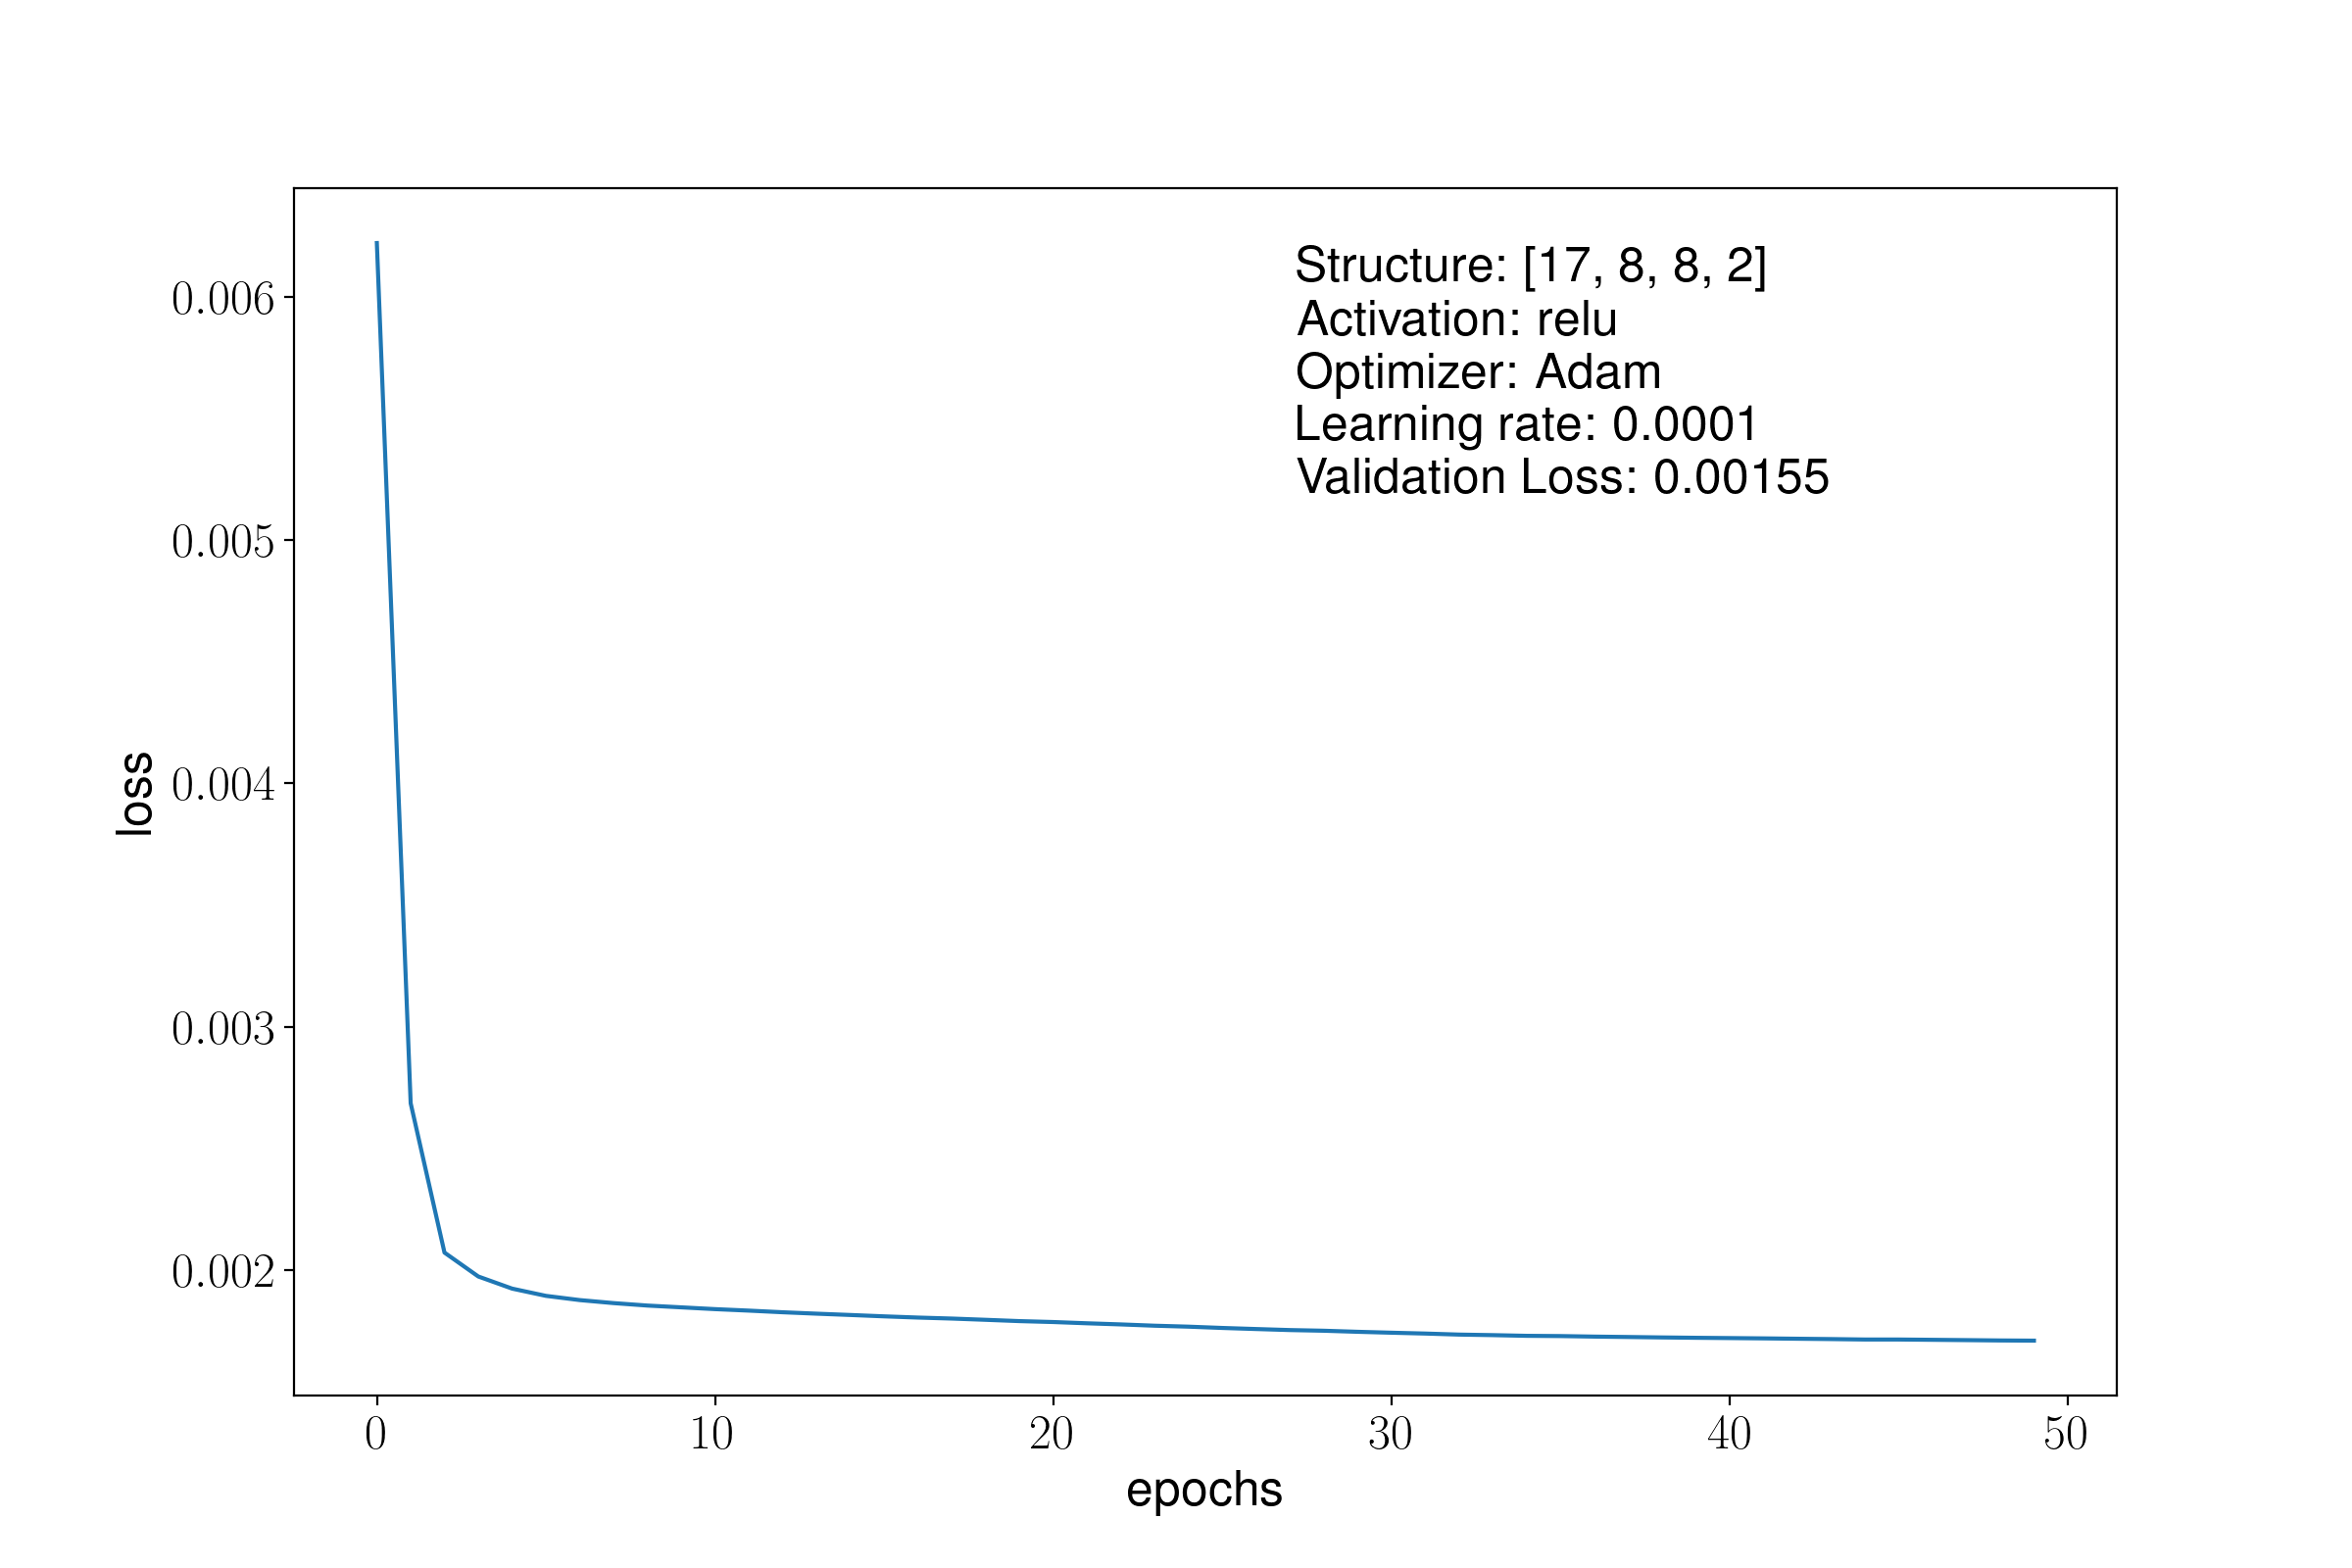 Structure: [17, 8, 8, 2]
Activation: relu
Optimizer: Adam
Learning rate: 0.0001
Validation Loss: 0.00155
0.006
0.005
0.004
0.003
0.002
loss
0 10 20 30 40 50
epochs